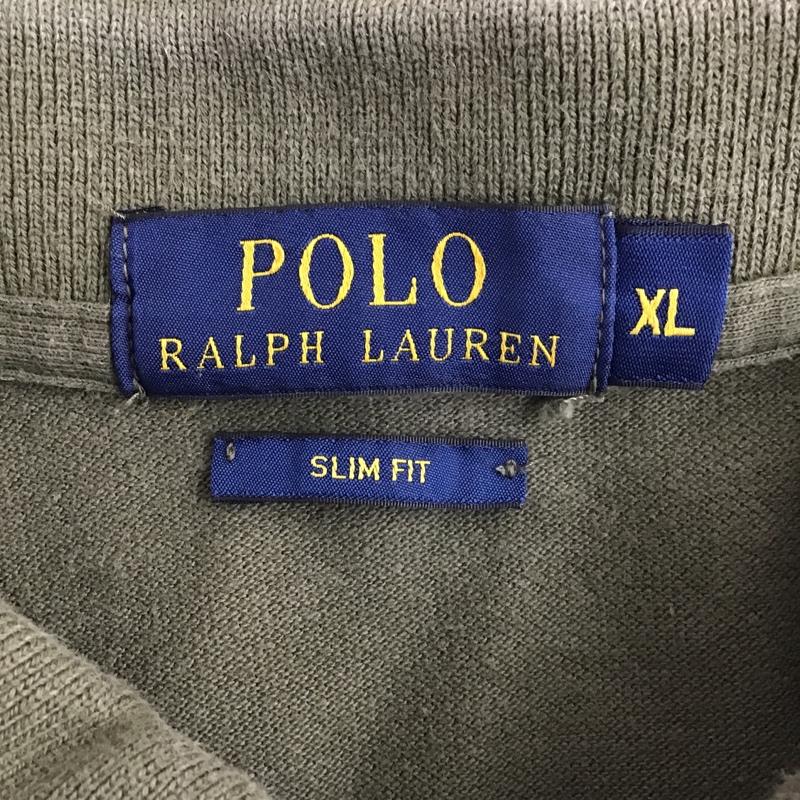 POLO
RALPH LAUREN
XL
SLIM FIT